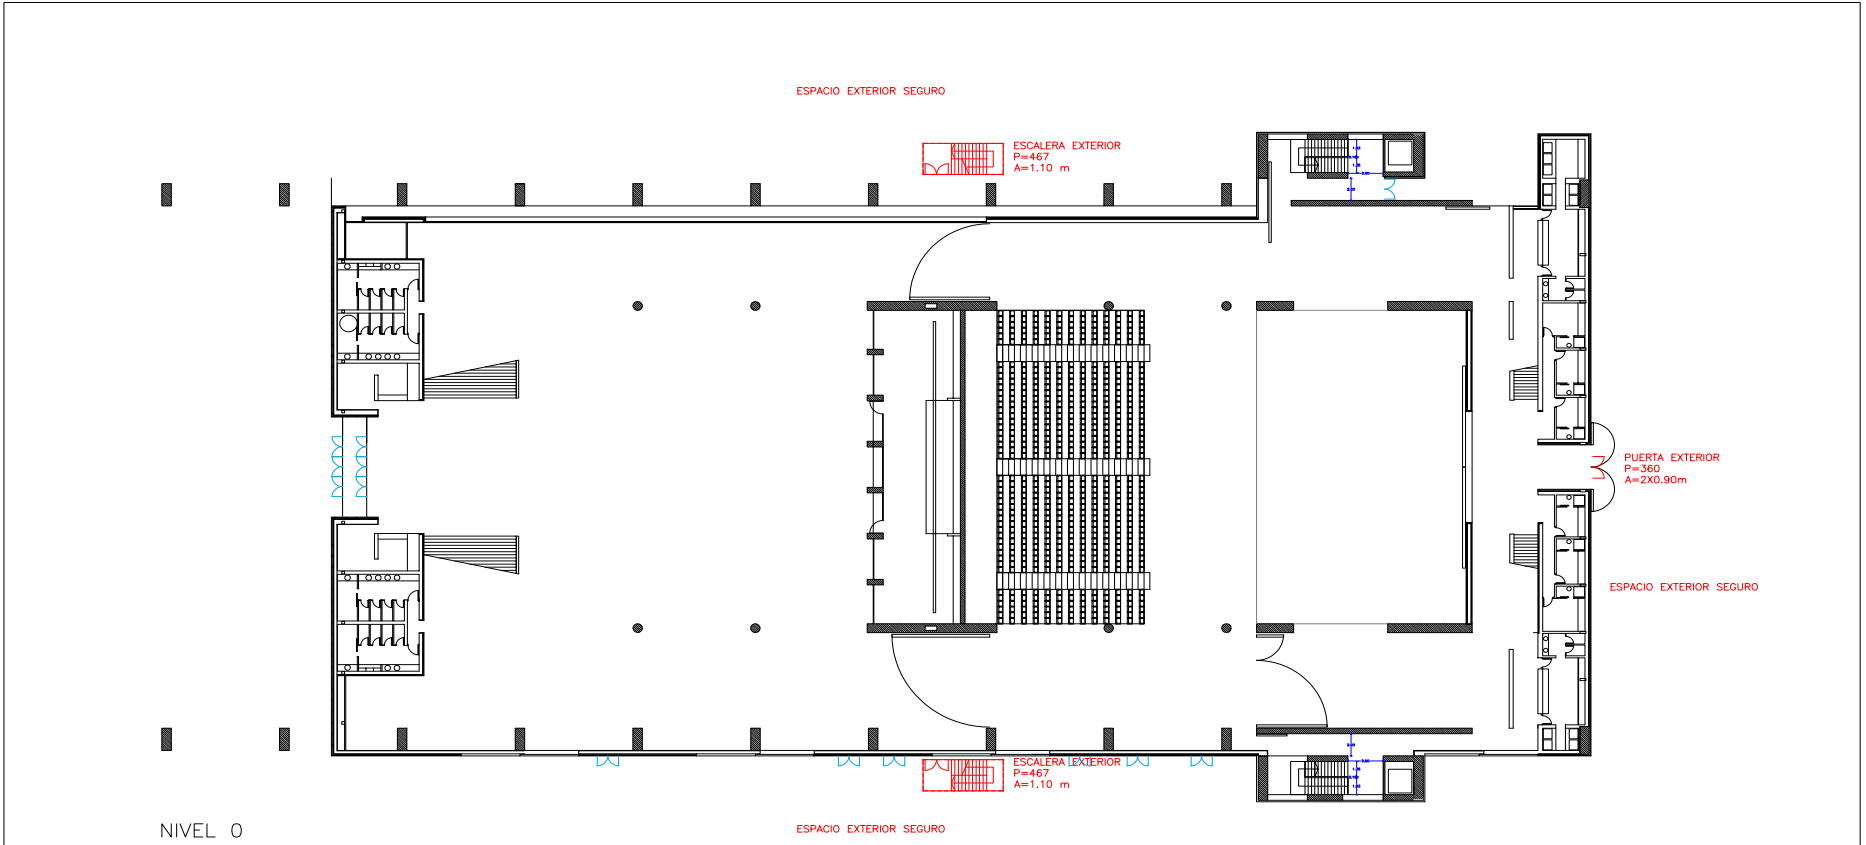 ESPACIO EXTERIOR SEGURO
ESCALERA EXTERIOR
P=467
A=1.10 m
PUERTA EXTERIOR
P=360
A=2X0.90m
ESPACIO EXTERIOR SEGURO
ESCALERA EXTERIOR
P=467
A=1.10 m
ESPACIO EXTERIOR SEGURO
NIVEL 0